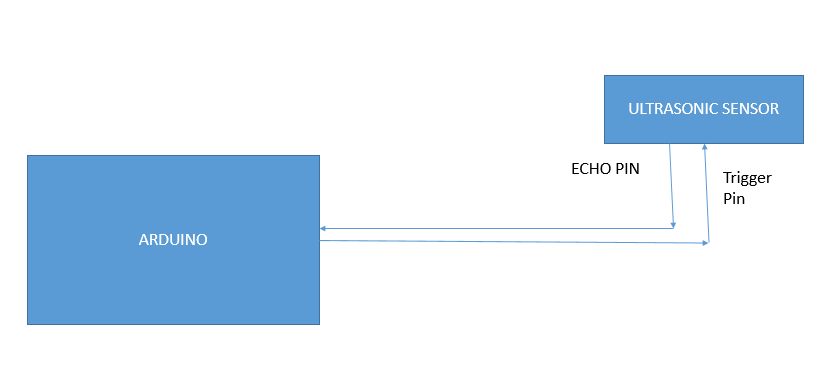 ULTRASONIC SENSOR
ECHO PIN
Trigger
Pin
ARDUINO